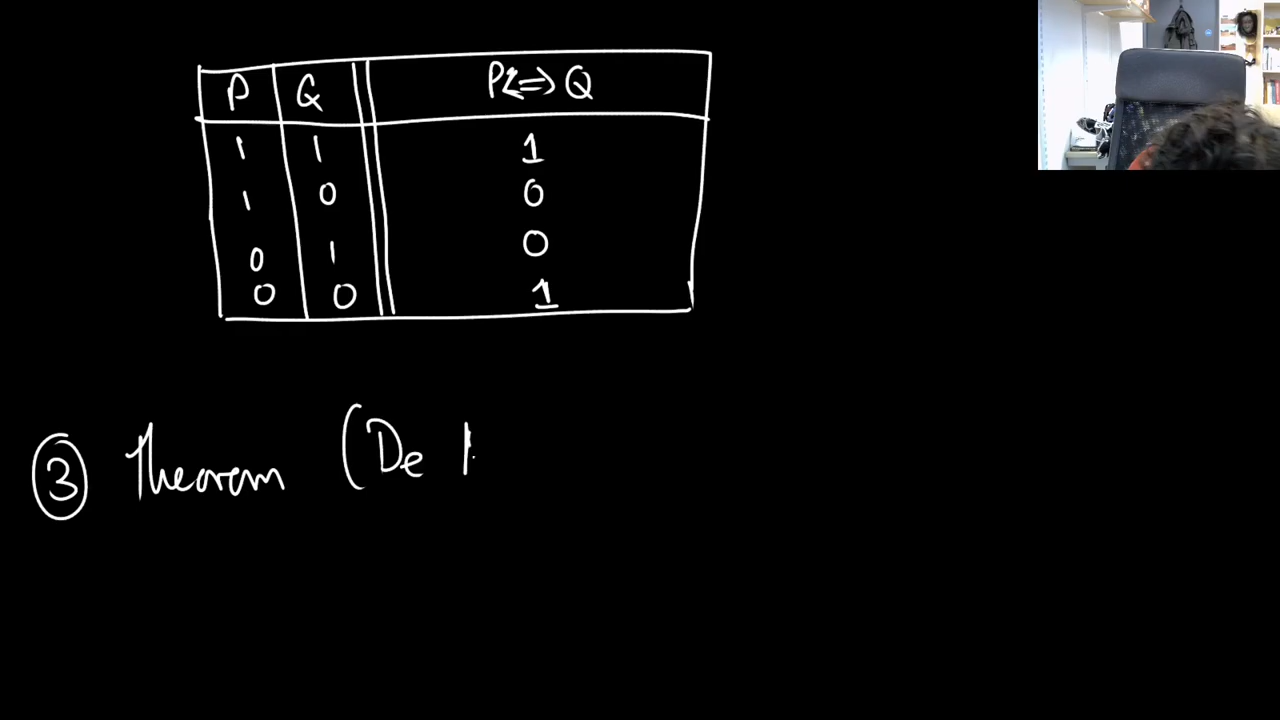 P Q P⇔Q
1 1 1
1 0 0
0 1 0
0 0 1
③ Theorem (De